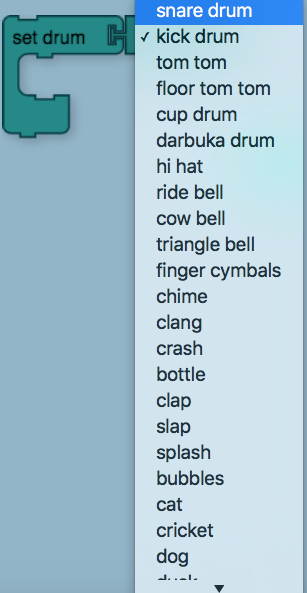 set drum
snare drum
✓ kick drum
tom tom
floor tom tom
cup drum
darbuka drum
hi hat
ride bell
cow bell
triangle bell
finger cymbals
chime
clang
crash
bottle
clap
slap
splash
bubbles
cat
cricket
dog